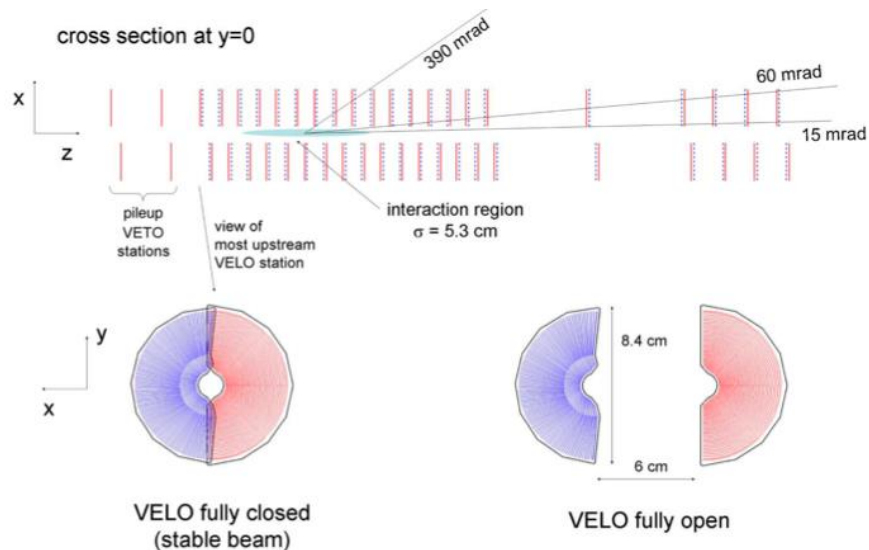 cross section at y=0
390 mrad
60 mrad
15 mrad
x
z
pileup
VETO
stations
view of
most upstream
VELO station
interaction region
σ = 5.3 cm
y
x
8.4 cm
6 cm
VELO fully closed
(stable beam)
VELO fully open